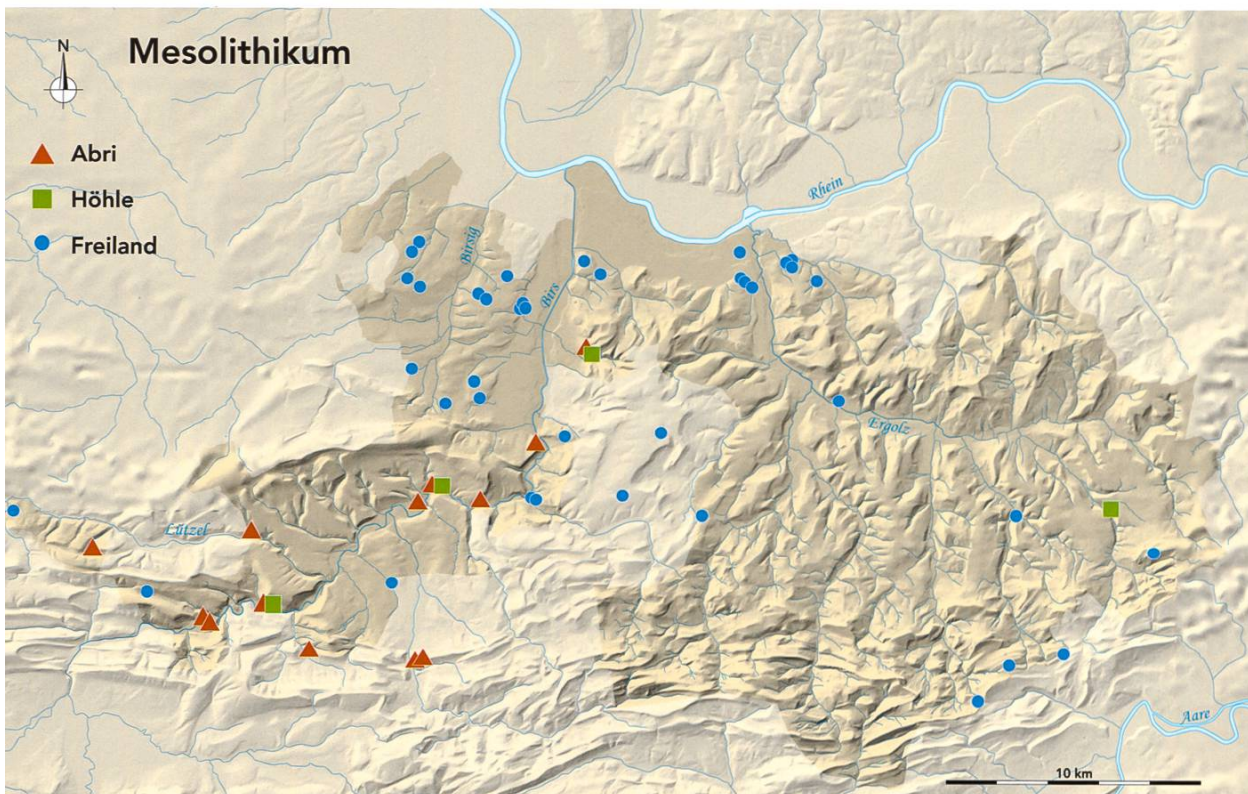 Mesolithikum
N
Abri
Höhle
Freiland
Rhein
Birsig
Birs
Ergolz
Lützel
Aare
10 km